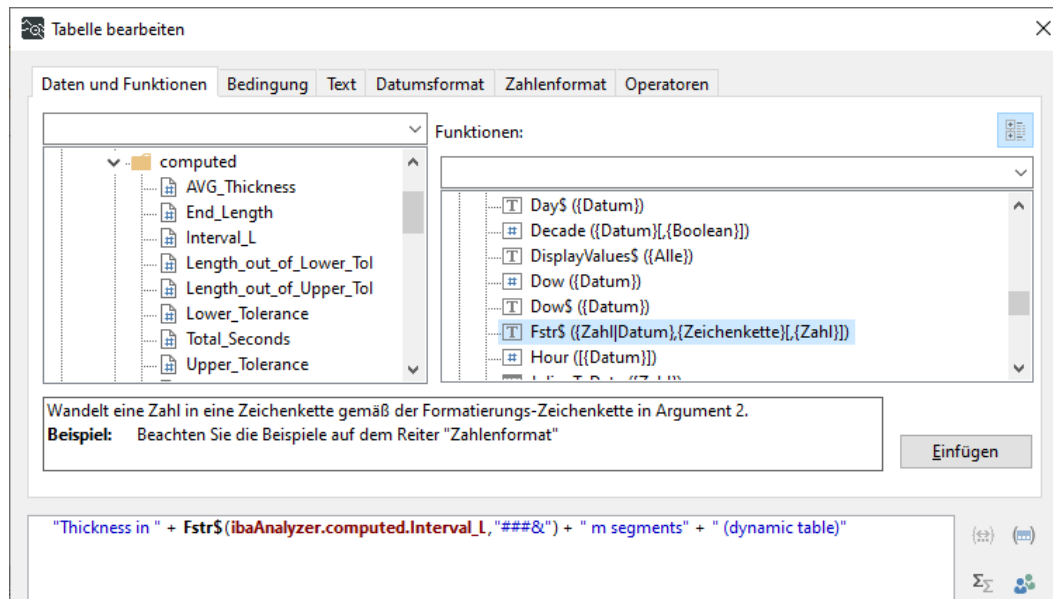 Tabelle bearbeiten
Daten und Funktionen Bedingung Text Datumsformat Zahlenformat Operatoren
Funktionen:
computed
AVG_Thickness
End_Length
Interval_L
Length_out_of_Lower_Tol
Length_out_of_Upper_Tol
Lower_Tolerance
Total_Seconds
Upper_Tolerance
Day$ ({Datum})
Decade ({Datum}[,{Boolean}])
DisplayValues$ ({Alle})
Dow ({Datum})
Dow$ ({Datum})
Fstr$ ({Zahl|Datum},{Zeichenkette}[,{Zahl}])
Hour ([{Datum}])
Wandelt eine Zahl in eine Zeichenkette gemäß der Formatierungs-Zeichenkette in Argument 2.
Beispiel: Beachten Sie die Beispiele auf dem Reiter "Zahlenformat"
Einfügen
"Thickness in " + Fstr$(ibaAnalyzer.computed.Interval_L,"###&") + " m segments" + " (dynamic table)"